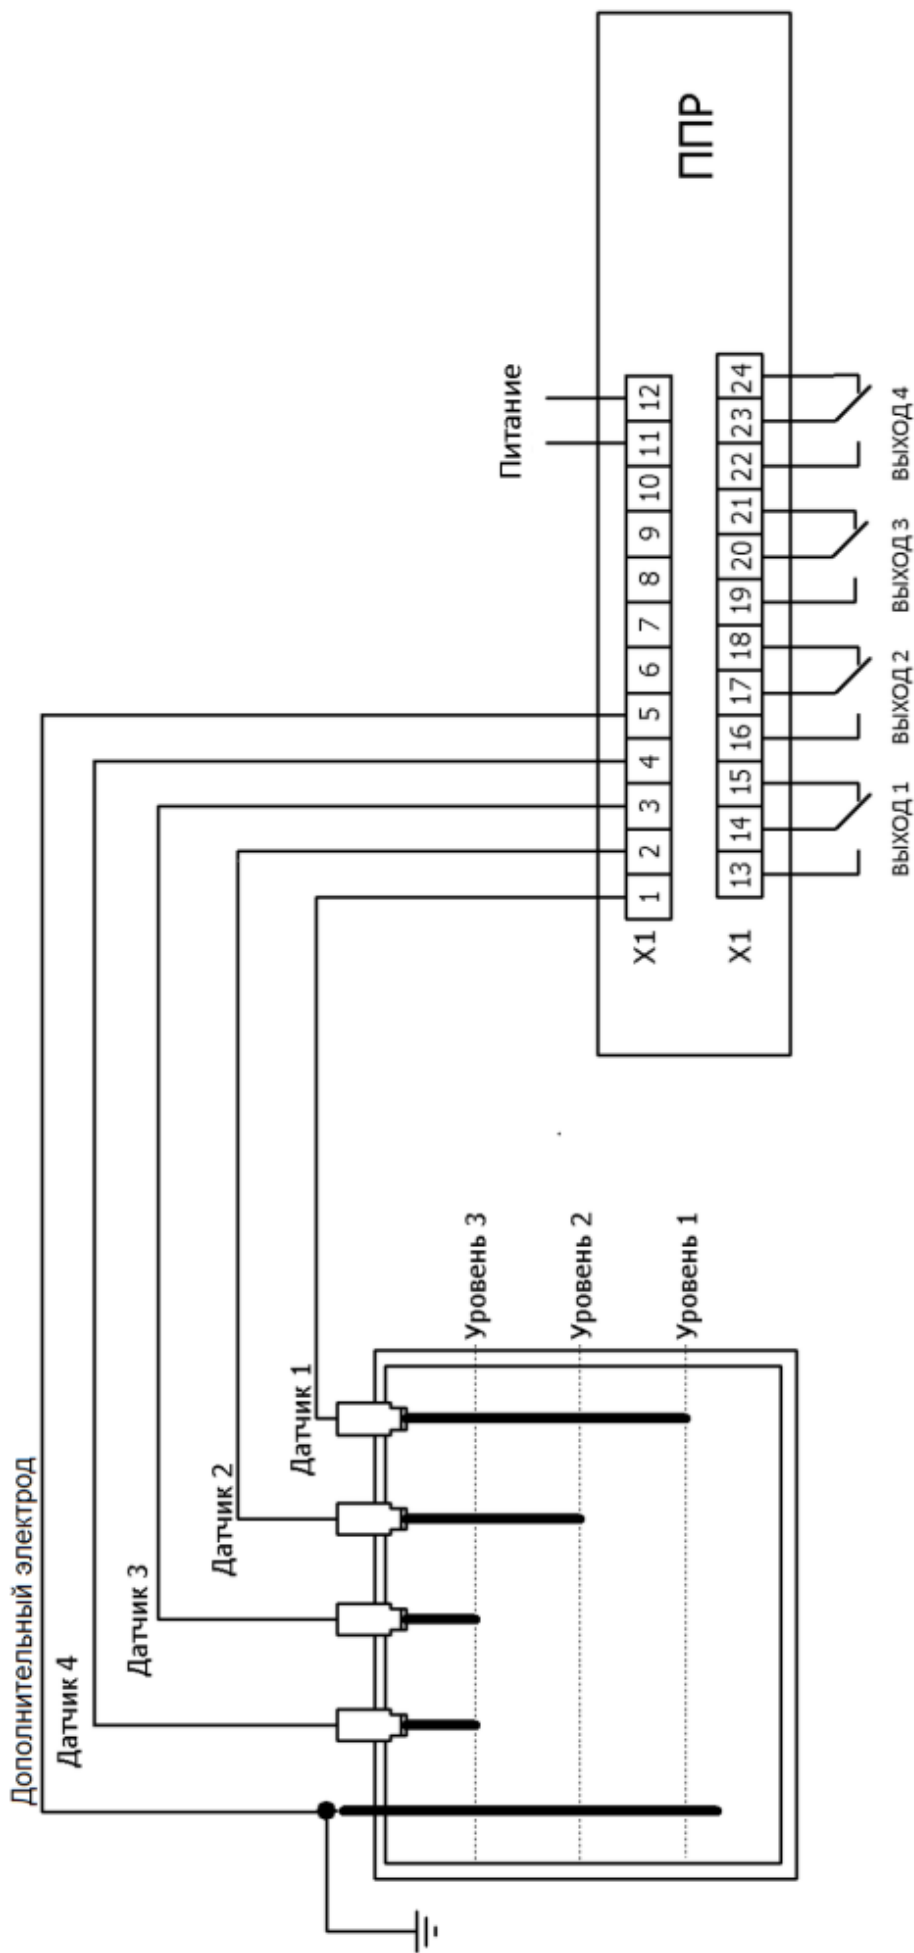 Дополнительный электрод
Датчик 4
Датчик 3
Датчик 2
Датчик 1
Уровень 3
Уровень 2
Уровень 1
Питание
X1 1 2 3 4 5 6 7 8 9 10 11 12
ППР
X1 13 14 15 16 17 18 19 20 21 22 23 24
ВЫХОД 1 ВЫХОД 2 ВЫХОД 3 ВЫХОД 4